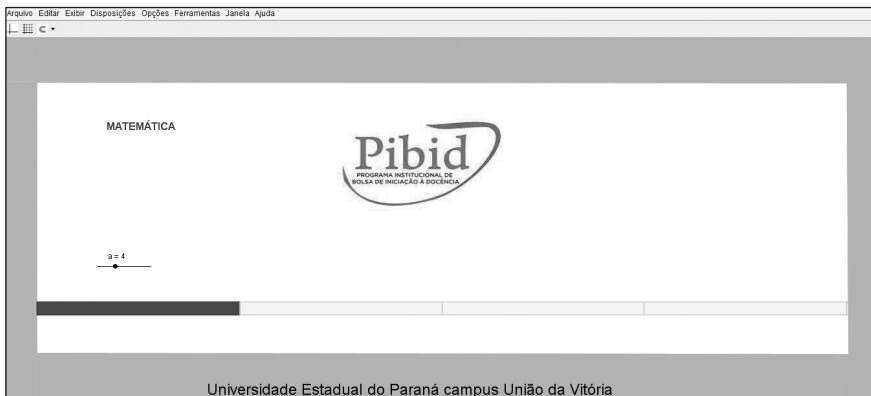 Arquivo Editar Exibir Disposições Opções Ferramentas Janela Ajuda
MATEMÁTICA
Pibid
PROGRAMA INSTITUCIONAL DE
BOLSA DE INICIAÇÃO À DOCÊNCIA
a = 4
Universidade Estadual do Paraná campus União da Vitória